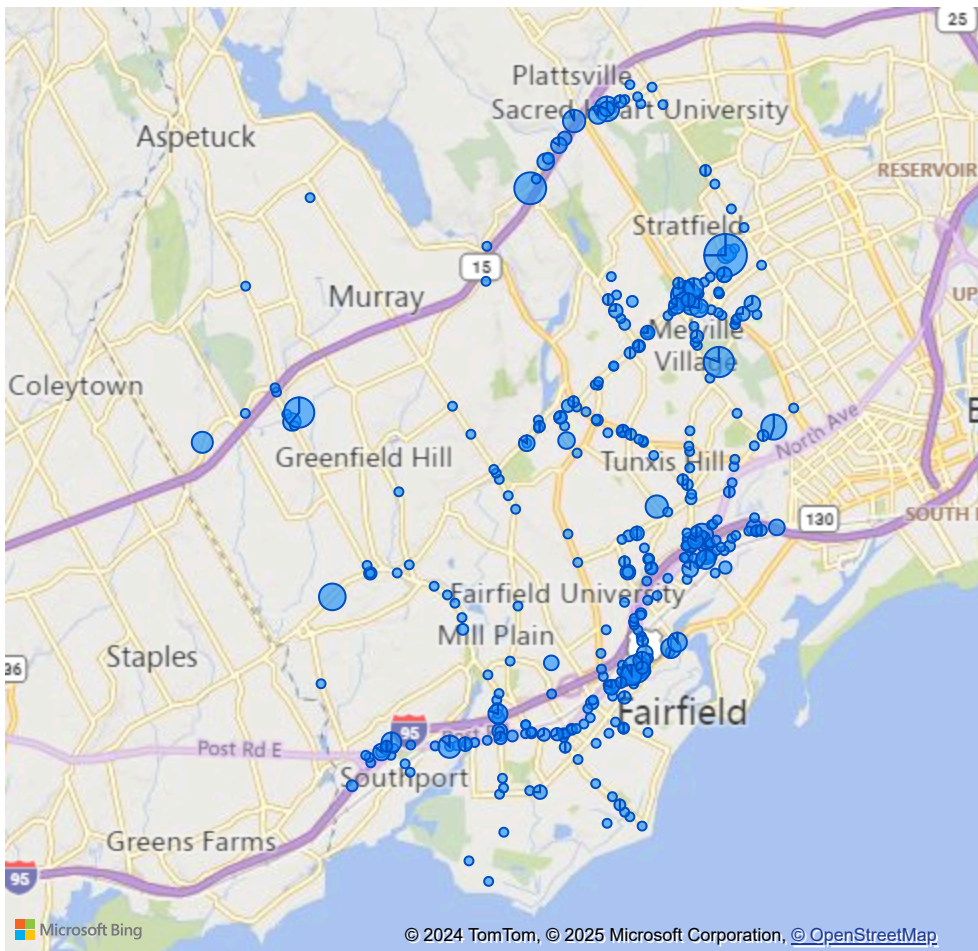 25
Plattsville
Sacred Heart University
Aspetuck
RESERVOIR
Stratfield
15
Murray
UP
Melville
Village
Coleytown
North Ave
Greenfield Hill
Tunxis Hill
130
SOUTH
Fairfield University
Mill Plain
Staples
36
Fairfield
95
Post Rd E
Southport
Greens Farms
95
Microsoft Bing
© 2024 TomTom, © 2025 Microsoft Corporation, © OpenStreetMap